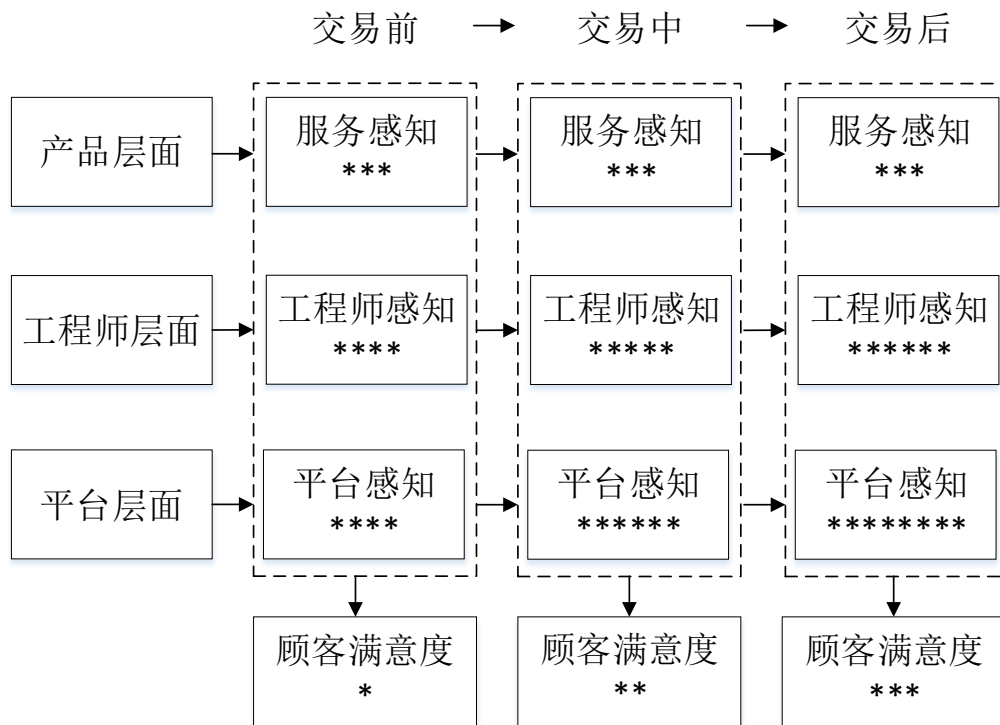 交易前
交易中
交易后
产品层面
服务感知
***
服务感知
***
服务感知
***
工程师层面
工程师感知
****
工程师感知
*****
工程师感知
******
平台层面
平台感知
****
平台感知
******
平台感知
********
顾客满意度
*
顾客满意度
**
顾客满意度
***